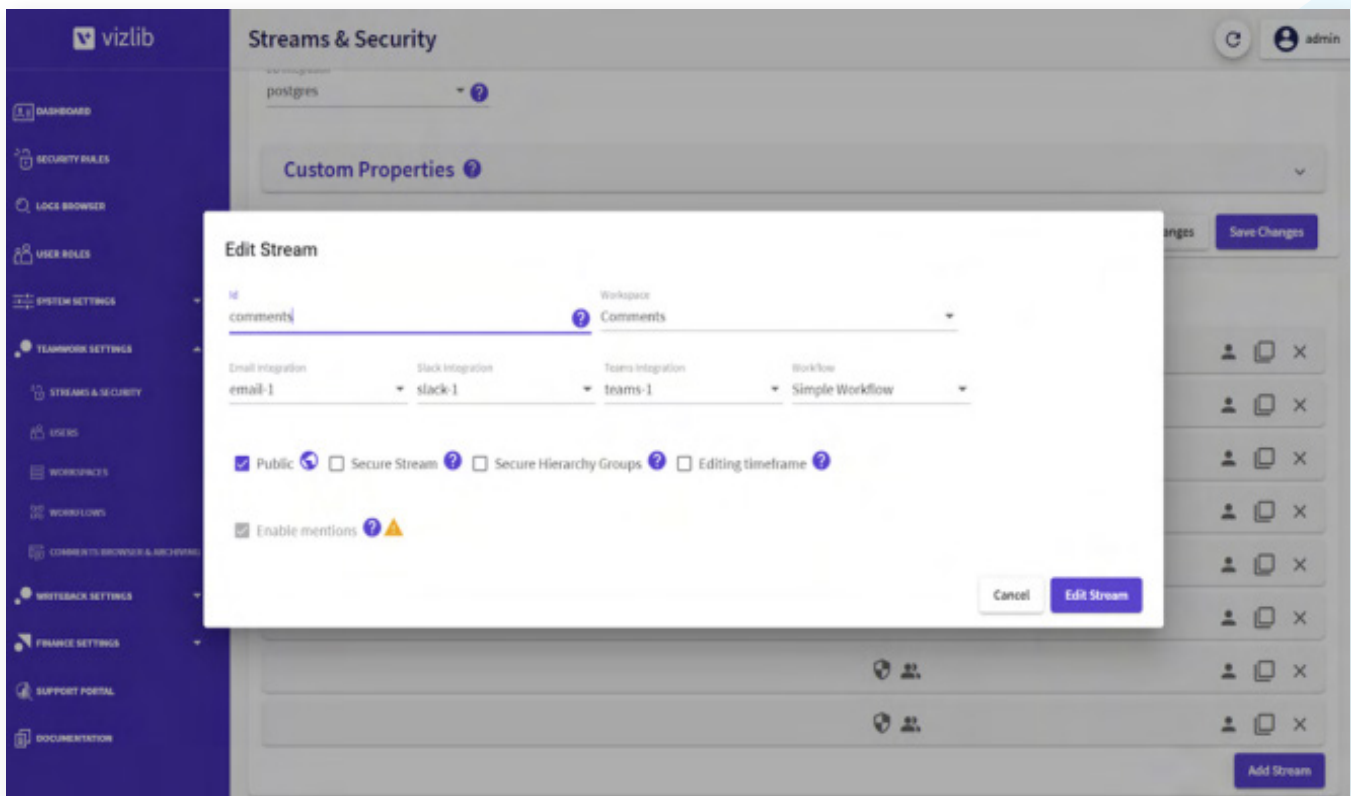 vizlib
Streams & Security
admin
postgres
DASHBOARD
SECURITY RULES
Custom Properties
LOGS BROWSER
USER ROLES
Save Changes
Edit Stream
Id
Workspace
comments
Comments
SYSTEM SETTINGS
TEAMWORK SETTINGS
Email Integration
Slack Integration
Teams Integration
Workflow
email-1
slack-1
teams-1
Simple Workflow
STREAMS & SECURITY
USERS
Public
Secure Stream
Secure Hierarchy Groups
Editing timeframe
WORKSPACES
WORKFLOWS
Enable mentions
COMMENTS BROWSER & ARCHIVING
WRITEBACK SETTINGS
Cancel
Edit Stream
FINANCE SETTINGS
SUPPORT PORTAL
DOCUMENTATION
Add Stream